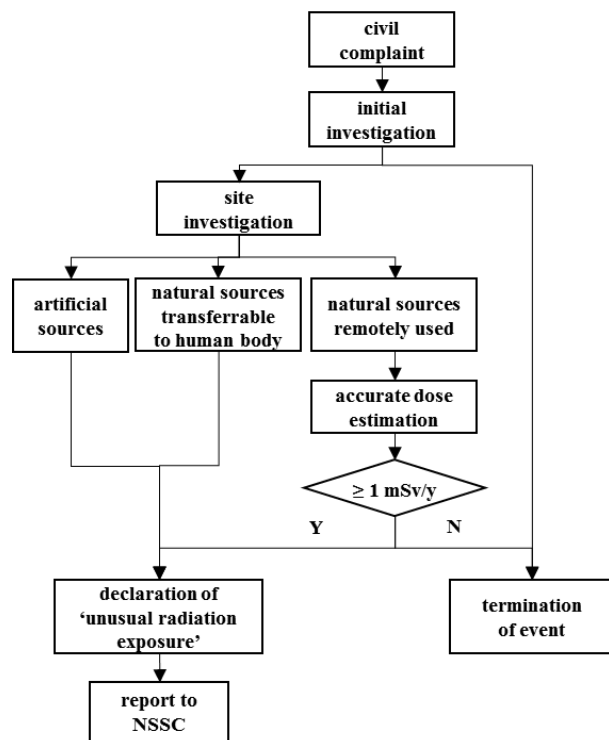 civil
complaint
initial
investigation
site
investigation
artificial
sources
natural sources
transferrable
to human body
natural sources
remotely used
accurate dose
estimation
≥ 1 mSv/y
Y
N
declaration of
‘unusual radiation
exposure’
termination
of event
report to
NSSC